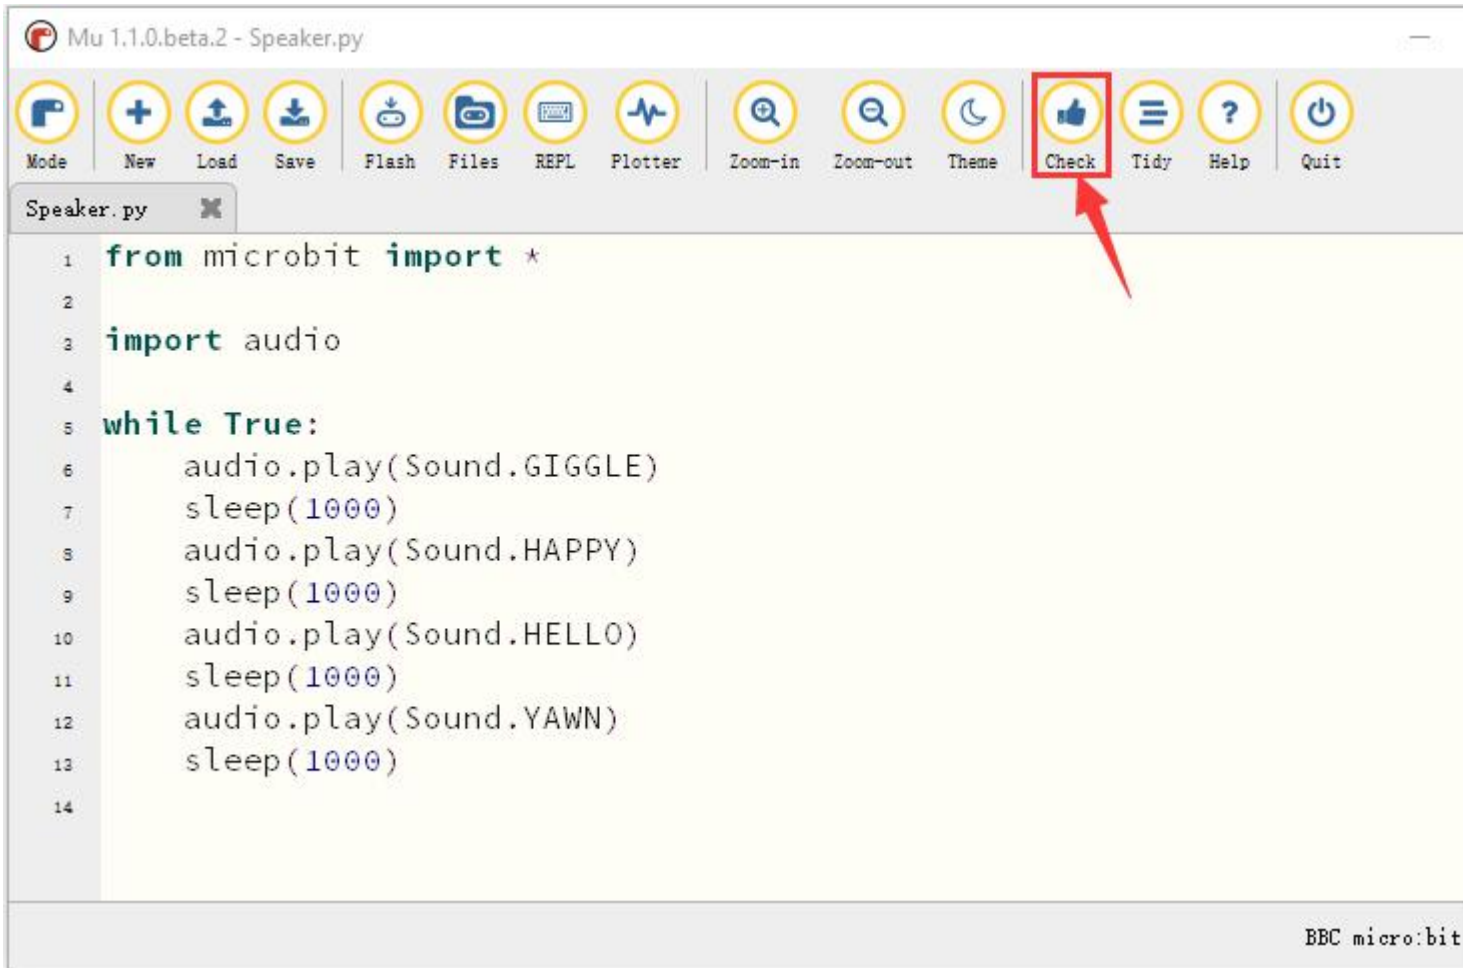 Mu 1.1.0.beta.2 - Speaker.py
Mode New Load Save Flash Files REPL Plotter Zoom-in Zoom-out Theme Check Tidy Help Quit
Speaker.py
1 from microbit import *
2
3 import audio
4
5 while True:
6     audio.play(Sound.GIGGLE)
7     sleep(1000)
8     audio.play(Sound.HAPPY)
9     sleep(1000)
10     audio.play(Sound.HELLO)
11     sleep(1000)
12     audio.play(Sound.YAWN)
13     sleep(1000)
14
BBC micro:bit